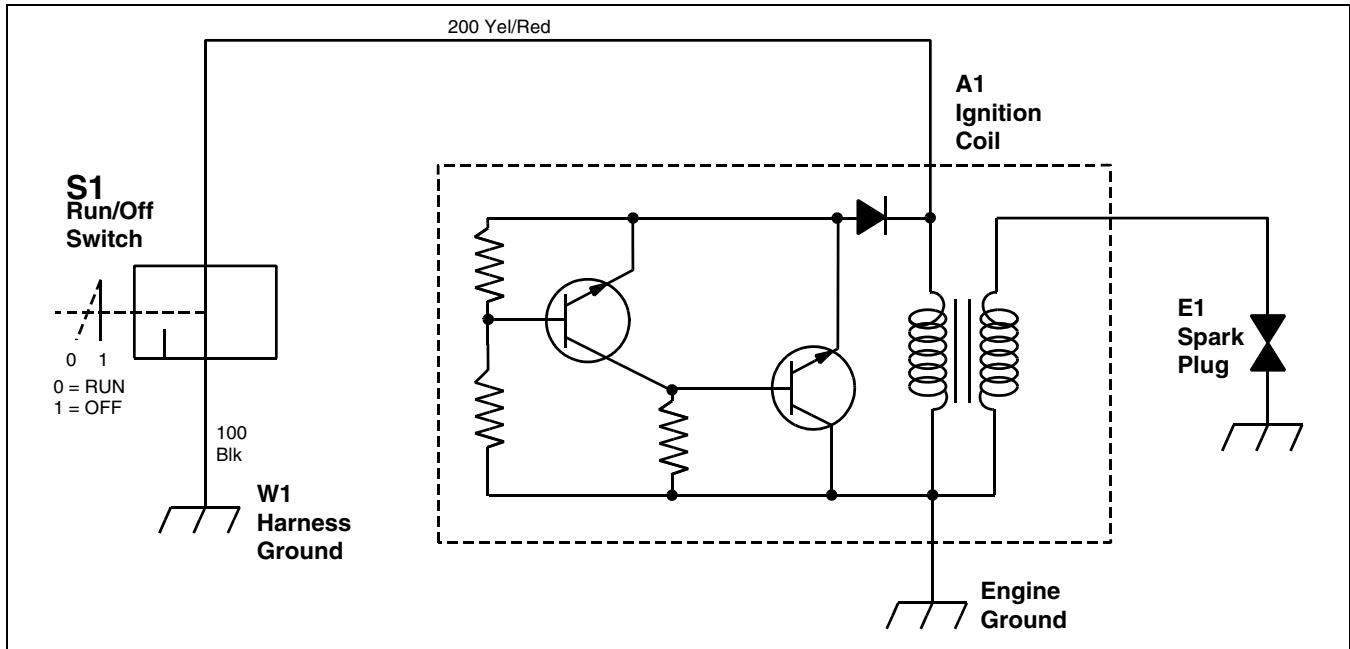 200 Yel/Red
A1
Ignition
Coil
S1
Run/Off
Switch
0 1
0 = RUN
1 = OFF
100
Blk
W1
Harness
Ground
E1
Spark
Plug
Engine
Ground